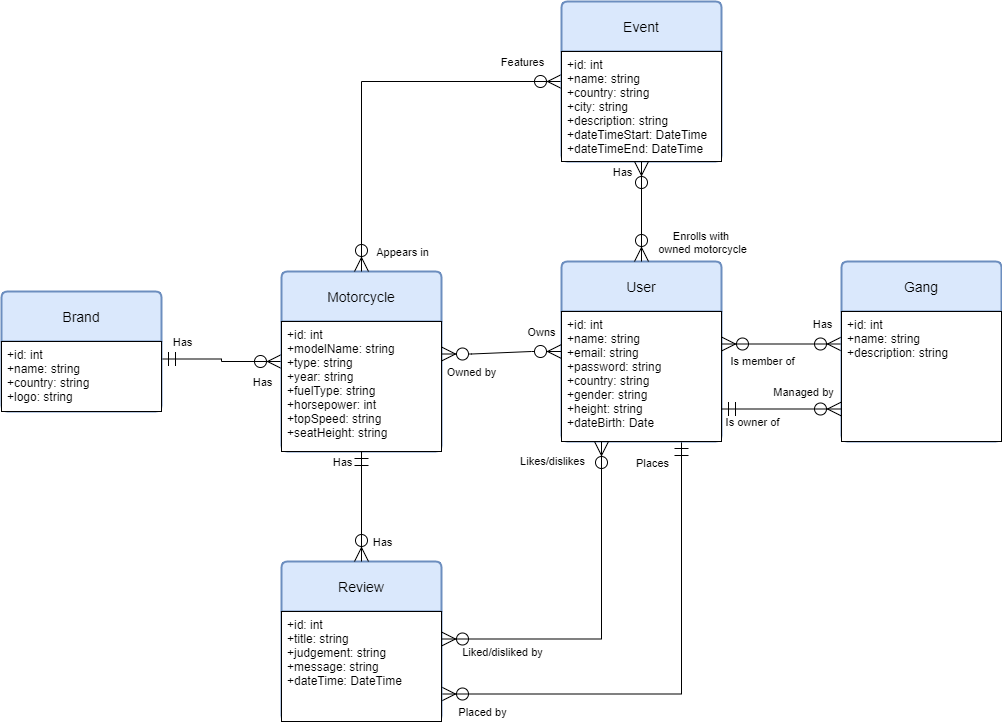 Event
+id: int
+name: string
+country: string
+city: string
+description: string
+dateTimeStart: DateTime
+dateTimeEnd: DateTime
Features
Has
Appears in
Enrolls with
owned motorcycle
Brand
+id: int
+name: string
+country: string
+logo: string
Has
Has
Motorcycle
+id: int
+modelName: string
+type: string
+year: string
+fuelType: string
+horsepower: int
+topSpeed: string
+seatHeight: string
Owns
Owned by
User
+id: int
+name: string
+email: string
+password: string
+country: string
+gender: string
+height: string
+dateBirth: Date
Has
Is member of
Managed by
Is owner of
Gang
+id: int
+name: string
+description: string
Has
Likes/dislikes
Places
Has
Review
+id: int
+title: string
+judgement: string
+message: string
+dateTime: DateTime
Liked/disliked by
Placed by